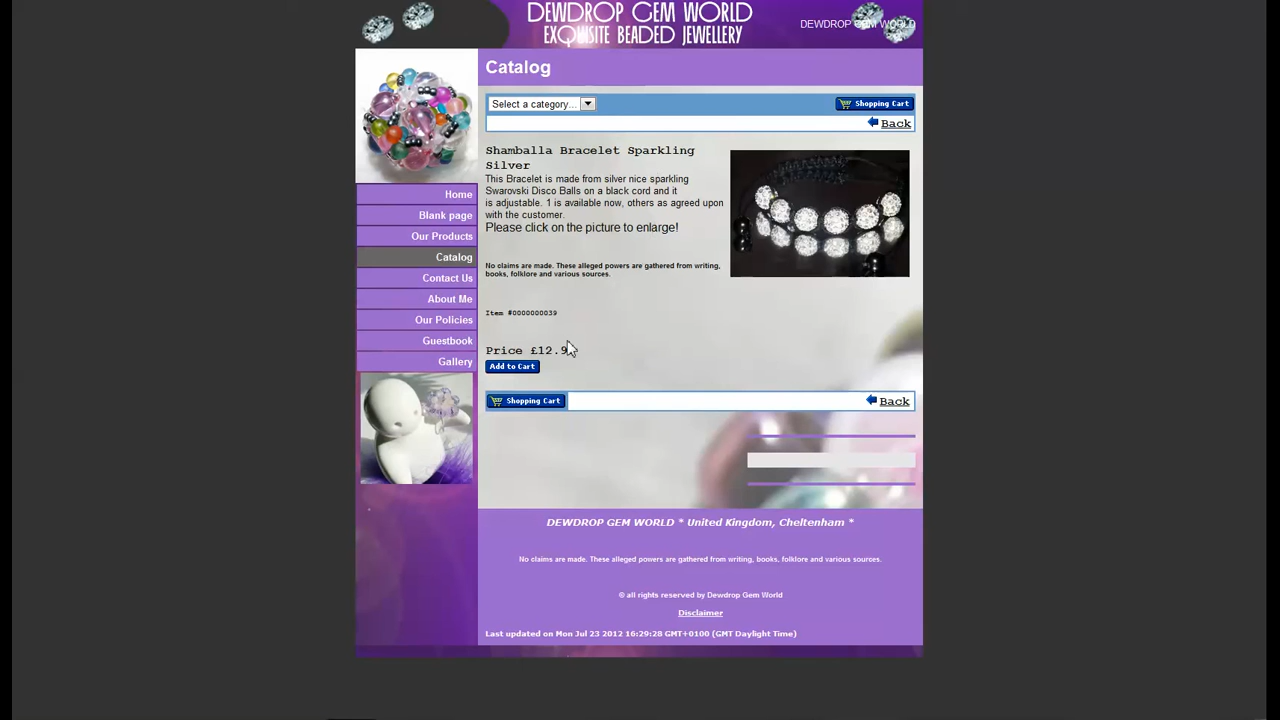 DEWDROP GEM WORLD
EXQUISITE BEADED JEWELLERY
DEWDROP GEM WORLD
Catalog
Select a category...
Shopping Cart
Back
Home
Blank page
Our Products
Catalog
Contact Us
About Me
Our Policies
Guestbook
Gallery
Shamballa Bracelet Sparkling
Silver
This Bracelet is made from silver nice sparkling
Swarovski Disco Balls on a black cord and it
is adjustable. 1 is available now, others as agreed upon
with the customer.
Please click on the picture to enlarge!
No claims are made. These alleged powers are gathered from writing,
books, folklore and various sources.
Item #0000000039
Price
Add to Cart
Shopping Cart
Back
DEWDROP GEM WORLD * United Kingdom, Cheltenham *
No claims are made. These alleged powers are gathered from writing, books, folklore and various sources.
© all rights reserved by Dewdrop Gem World
Disclaimer
Last updated on Mon Jul 23 2012 16:29:28 GMT+0100 (GMT Daylight Time)